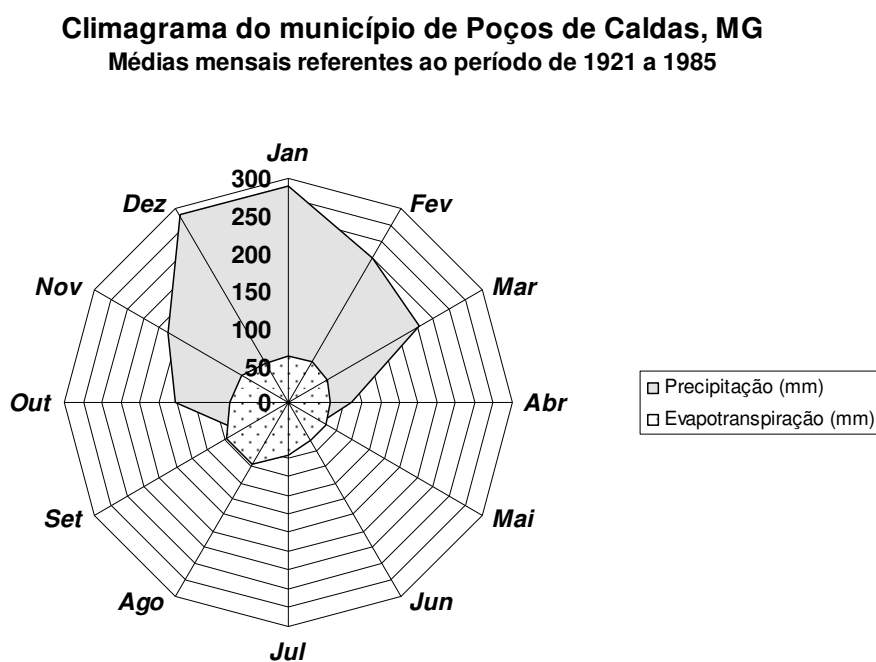 Climagrama do município de Poços de Caldas, MG
Médias mensais referentes ao período de 1921 a 1985
Jan
Fev
Mar
Abr
Mai
Jun
Jul
Ago
Set
Out
Nov
Dez
300
250
200
150
100
50
0
Precipitação (mm)
Evapotranspiração (mm)